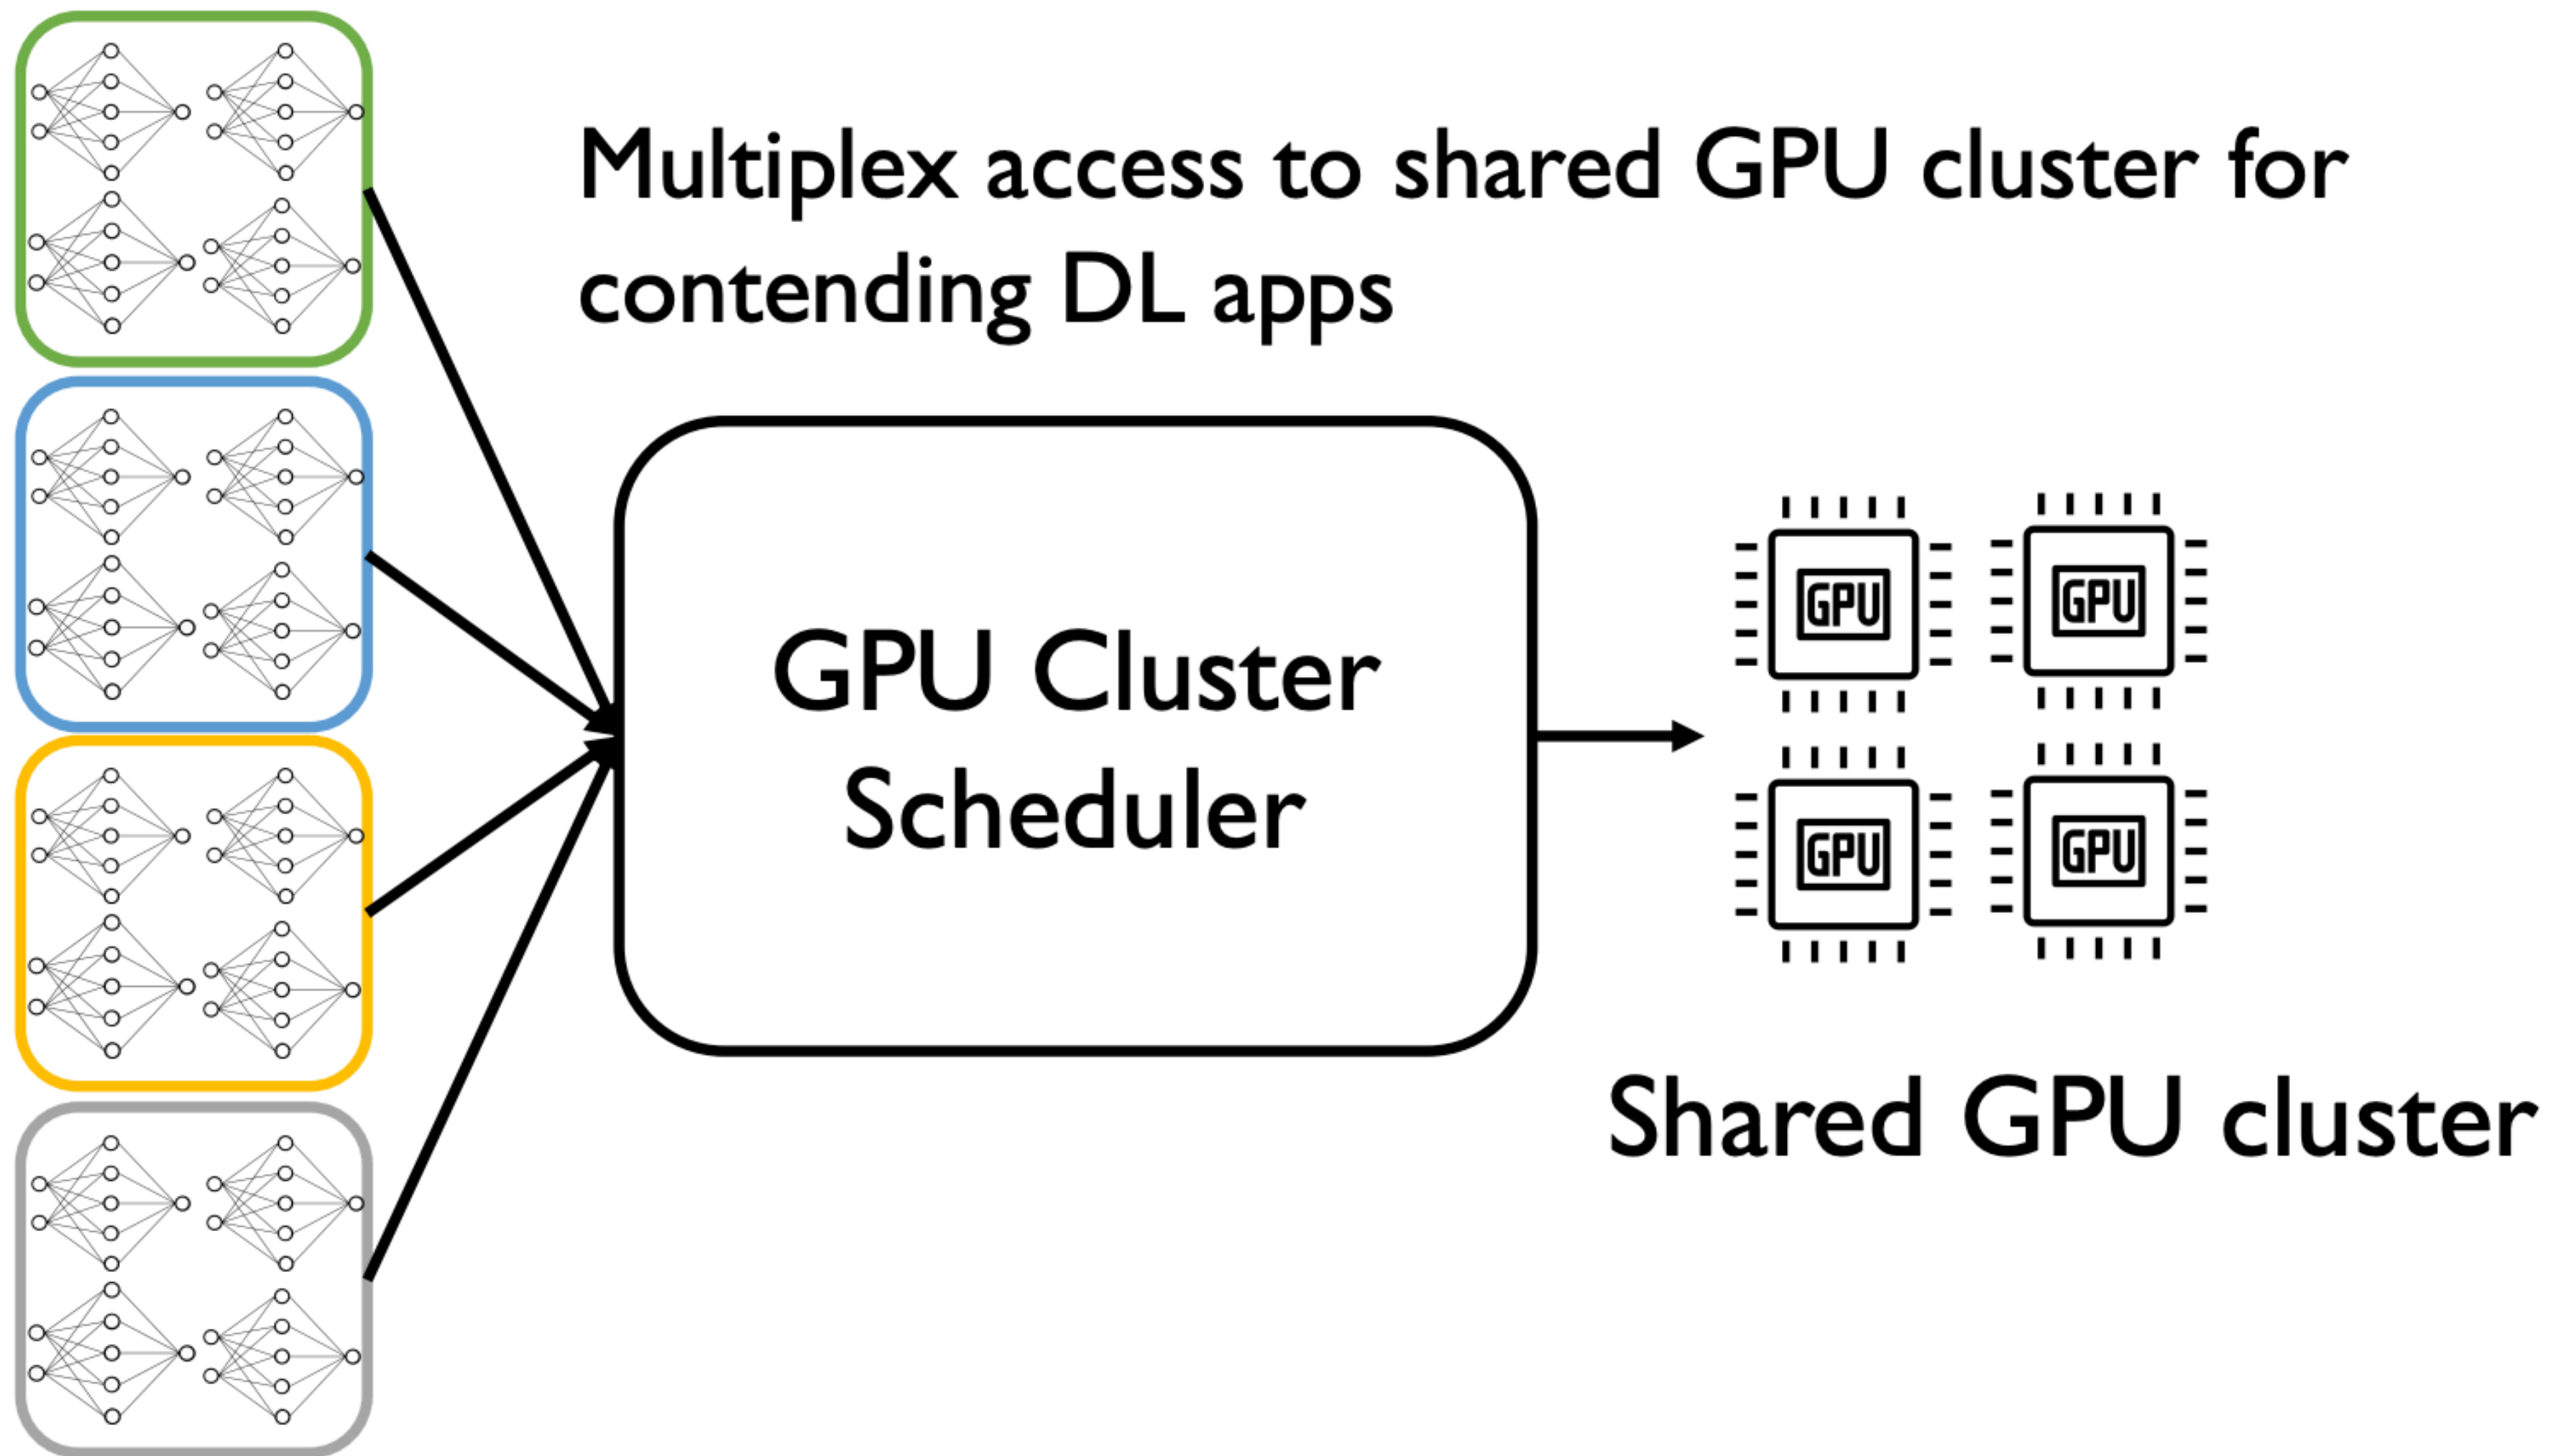 Multiplex access to shared GPU cluster for
contending DL apps
GPU Cluster
Scheduler
GPU
GPU
GPU
GPU
Shared GPU cluster